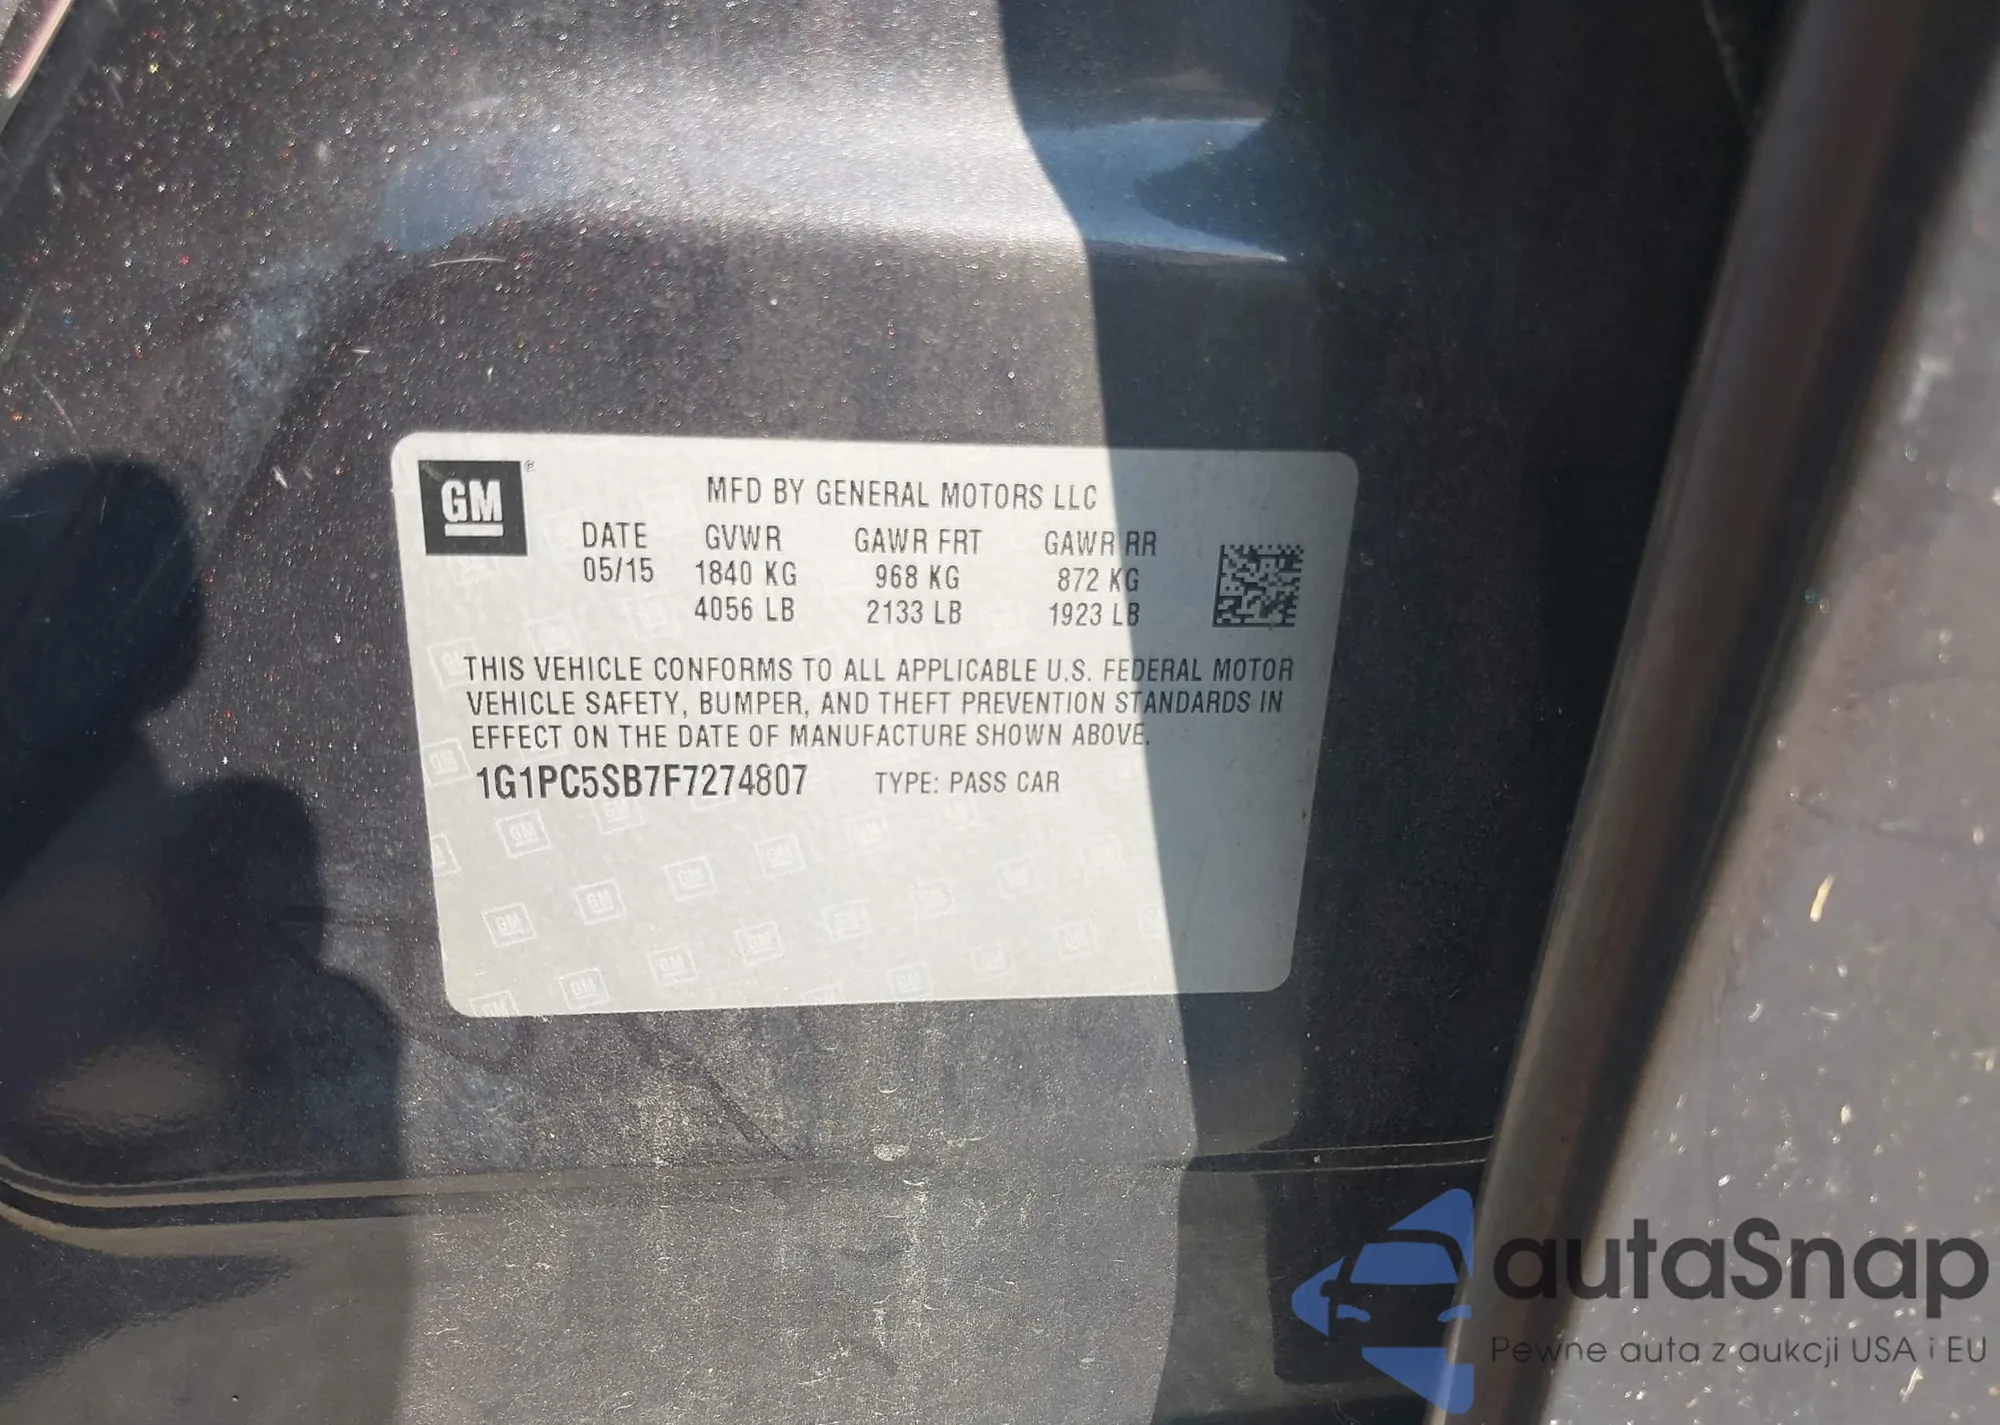 GM®
MFD BY GENERAL MOTORS LLC
DATE GVWR GAWR FRT GAWR RR
05/15 1840 KG 968 KG 872 KG
4056 LB 2133 LB 1923 LB
THIS VEHICLE CONFORMS TO ALL APPLICABLE U.S. FEDERAL MOTOR
VEHICLE SAFETY, BUMPER, AND THEFT PREVENTION STANDARDS IN
EFFECT ON THE DATE OF MANUFACTURE SHOWN ABOVE.
1G1PC5SB7F7274807 TYPE: PASS CAR
autaSnap
Pewne auta z aukcji USA i EU